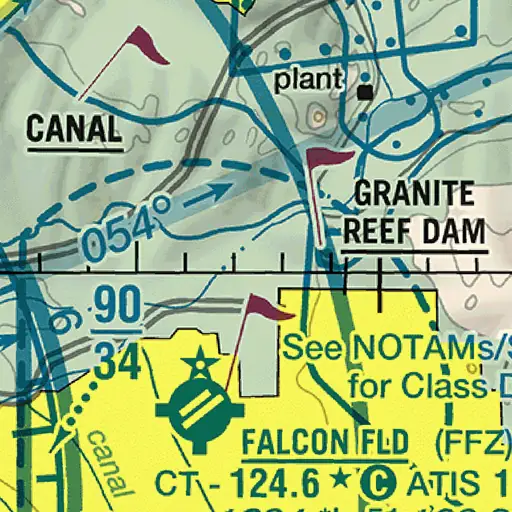 plant
CANAL
GRANITE
REEF DAM
054°
90
34
See NOTAMs/S
for Class D
canal
FALCON FLD (FFZ)
CT - 124.6 ★ C ATIS 1